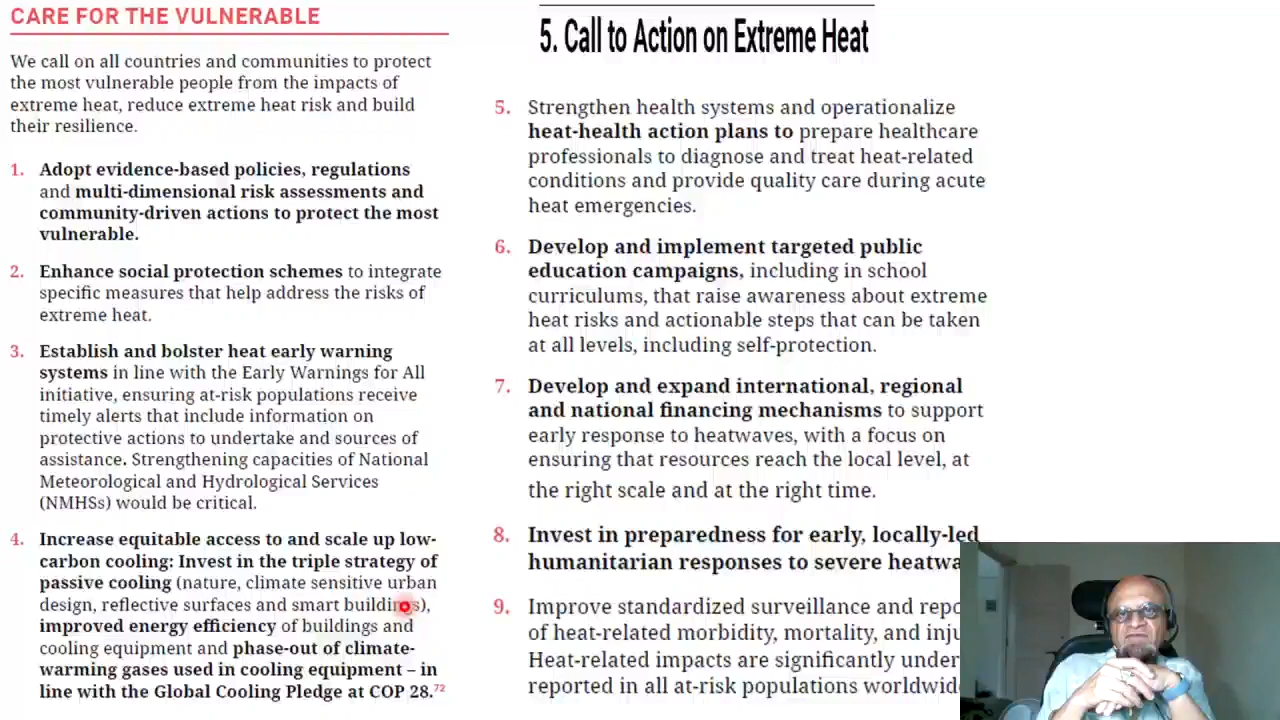 CARE FOR THE VULNERABLE
We call on all countries and communities to protect
the most vulnerable people from the impacts of
extreme heat, reduce extreme heat risk and build
their resilience.
1. Adopt evidence-based policies, regulations
and multi-dimensional risk assessments and
community-driven actions to protect the most
vulnerable.
2. Enhance social protection schemes to integrate
specific measures that help address the risks of
extreme heat.
3. Establish and bolster heat early warning
systems in line with the Early Warnings for All
initiative, ensuring at-risk populations receive
timely alerts that include information on
protective actions to undertake and sources of
assistance. Strengthening capacities of National
Meteorological and Hydrological Services
(NMHSs) would be critical.
4. Increase equitable access to and scale up low-
carbon cooling: Invest in the triple strategy of
passive cooling (nature, climate sensitive urban
design, reflective surfaces and smart buildings),
improved energy efficiency of buildings and
cooling equipment and phase-out of climate-
warming gases used in cooling equipment – in
line with the Global Cooling Pledge at COP 28.72
5. Call to Action on Extreme Heat
5. Strengthen health systems and operationalize
heat-health action plans to prepare healthcare
professionals to diagnose and treat heat-related
conditions and provide quality care during acute
heat emergencies.
6. Develop and implement targeted public
education campaigns, including in school
curriculums, that raise awareness about extreme
heat risks and actionable steps that can be taken
at all levels, including self-protection.
7. Develop and expand international, regional
and national financing mechanisms to support
early response to heatwaves, with a focus on
ensuring that resources reach the local level, at
the right scale and at the right time.
8. Invest in preparedness for early, locally-led
humanitarian responses to severe
9. Improve standardized surveillance and
of heat-related morbidity, mortality, and
Heat-related impacts are significantly under
reported in all at-risk populations